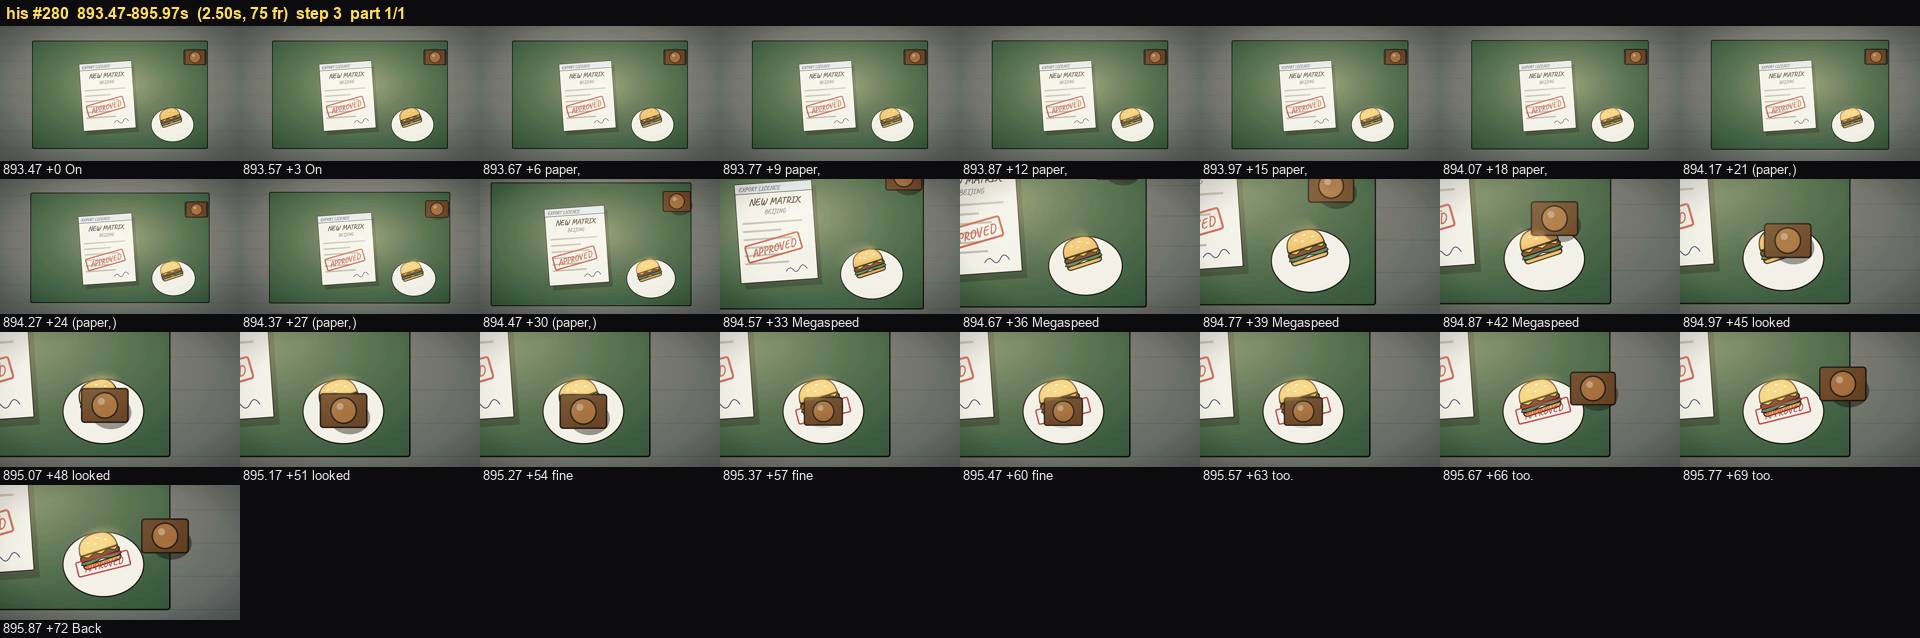 his #280 893.47-895.97s (2.50s, 75 fr) step 3 part 1/1
EXPORT LICENCE
NEW MATRIX
BEIJING
APPROVED
893.47 +0 On
893.57 +3 On
893.67 +6 paper,
893.77 +9 paper,
893.87 +12 paper,
893.97 +15 paper,
894.07 +18 paper,
894.17 +21 (paper,)
894.27 +24 (paper,)
894.37 +27 (paper,)
894.47 +30 (paper,)
894.57 +33 Megaspeed
894.67 +36 Megaspeed
894.77 +39 Megaspeed
894.87 +42 Megaspeed
894.97 +45 looked
895.07 +48 looked
895.17 +51 looked
895.27 +54 fine
895.37 +57 fine
895.47 +60 fine
895.57 +63 too.
895.67 +66 too.
895.77 +69 too.
895.87 +72 Back